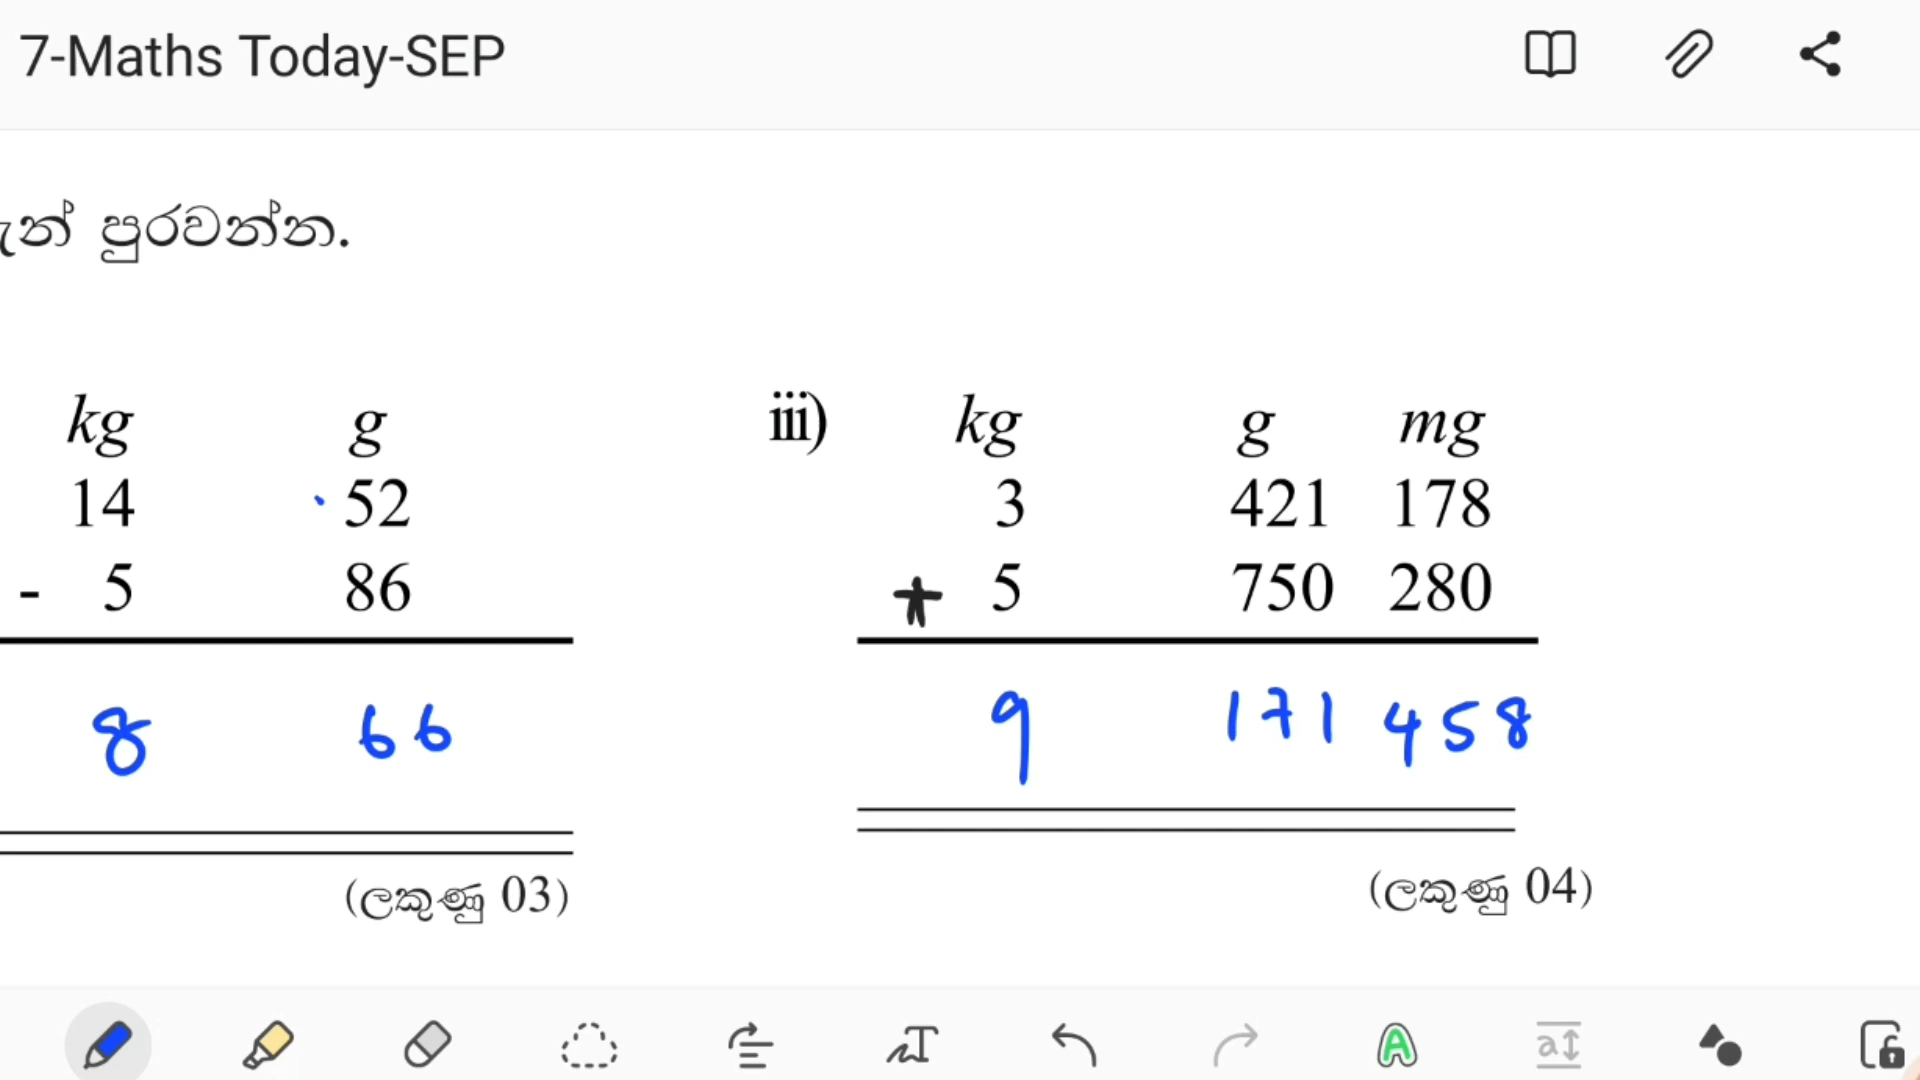 7-Maths Today-SEP
පුරවන්න.
kg g
14 52
- 5 86
8 66
(ලකුණු 03)
iii) kg g mg
3 421 178
+ 5 750 280
9 171 458
(ලකුණු 04)